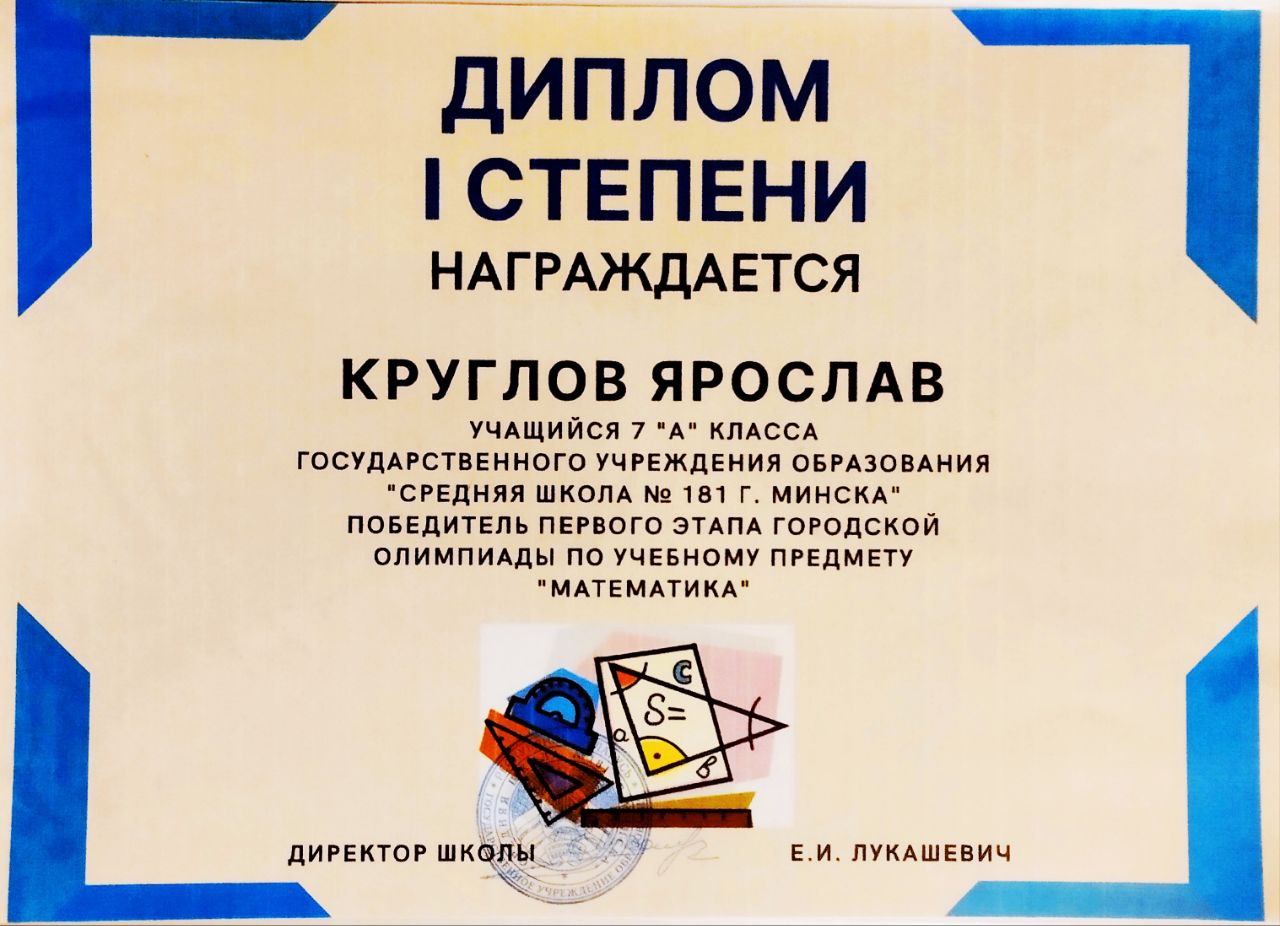 ДИПЛОМ
I СТЕПЕНИ
НАГРАЖДАЕТСЯ
КРУГЛОВ ЯРОСЛАВ
УЧАЩИЙСЯ 7 "А" КЛАССА
ГОСУДАРСТВЕННОГО УЧРЕЖДЕНИЯ ОБРАЗОВАНИЯ
"СРЕДНЯЯ ШКОЛА № 181 Г. МИНСКА"
ПОБЕДИТЕЛЬ ПЕРВОГО ЭТАПА ГОРОДСКОЙ
ОЛИМПИАДЫ ПО УЧЕБНОМУ ПРЕДМЕТУ
"МАТЕМАТИКА"
C
S=
a
B
ДИРЕКТОР ШКОЛЫ
Е.И. ЛУКАШЕВИЧ